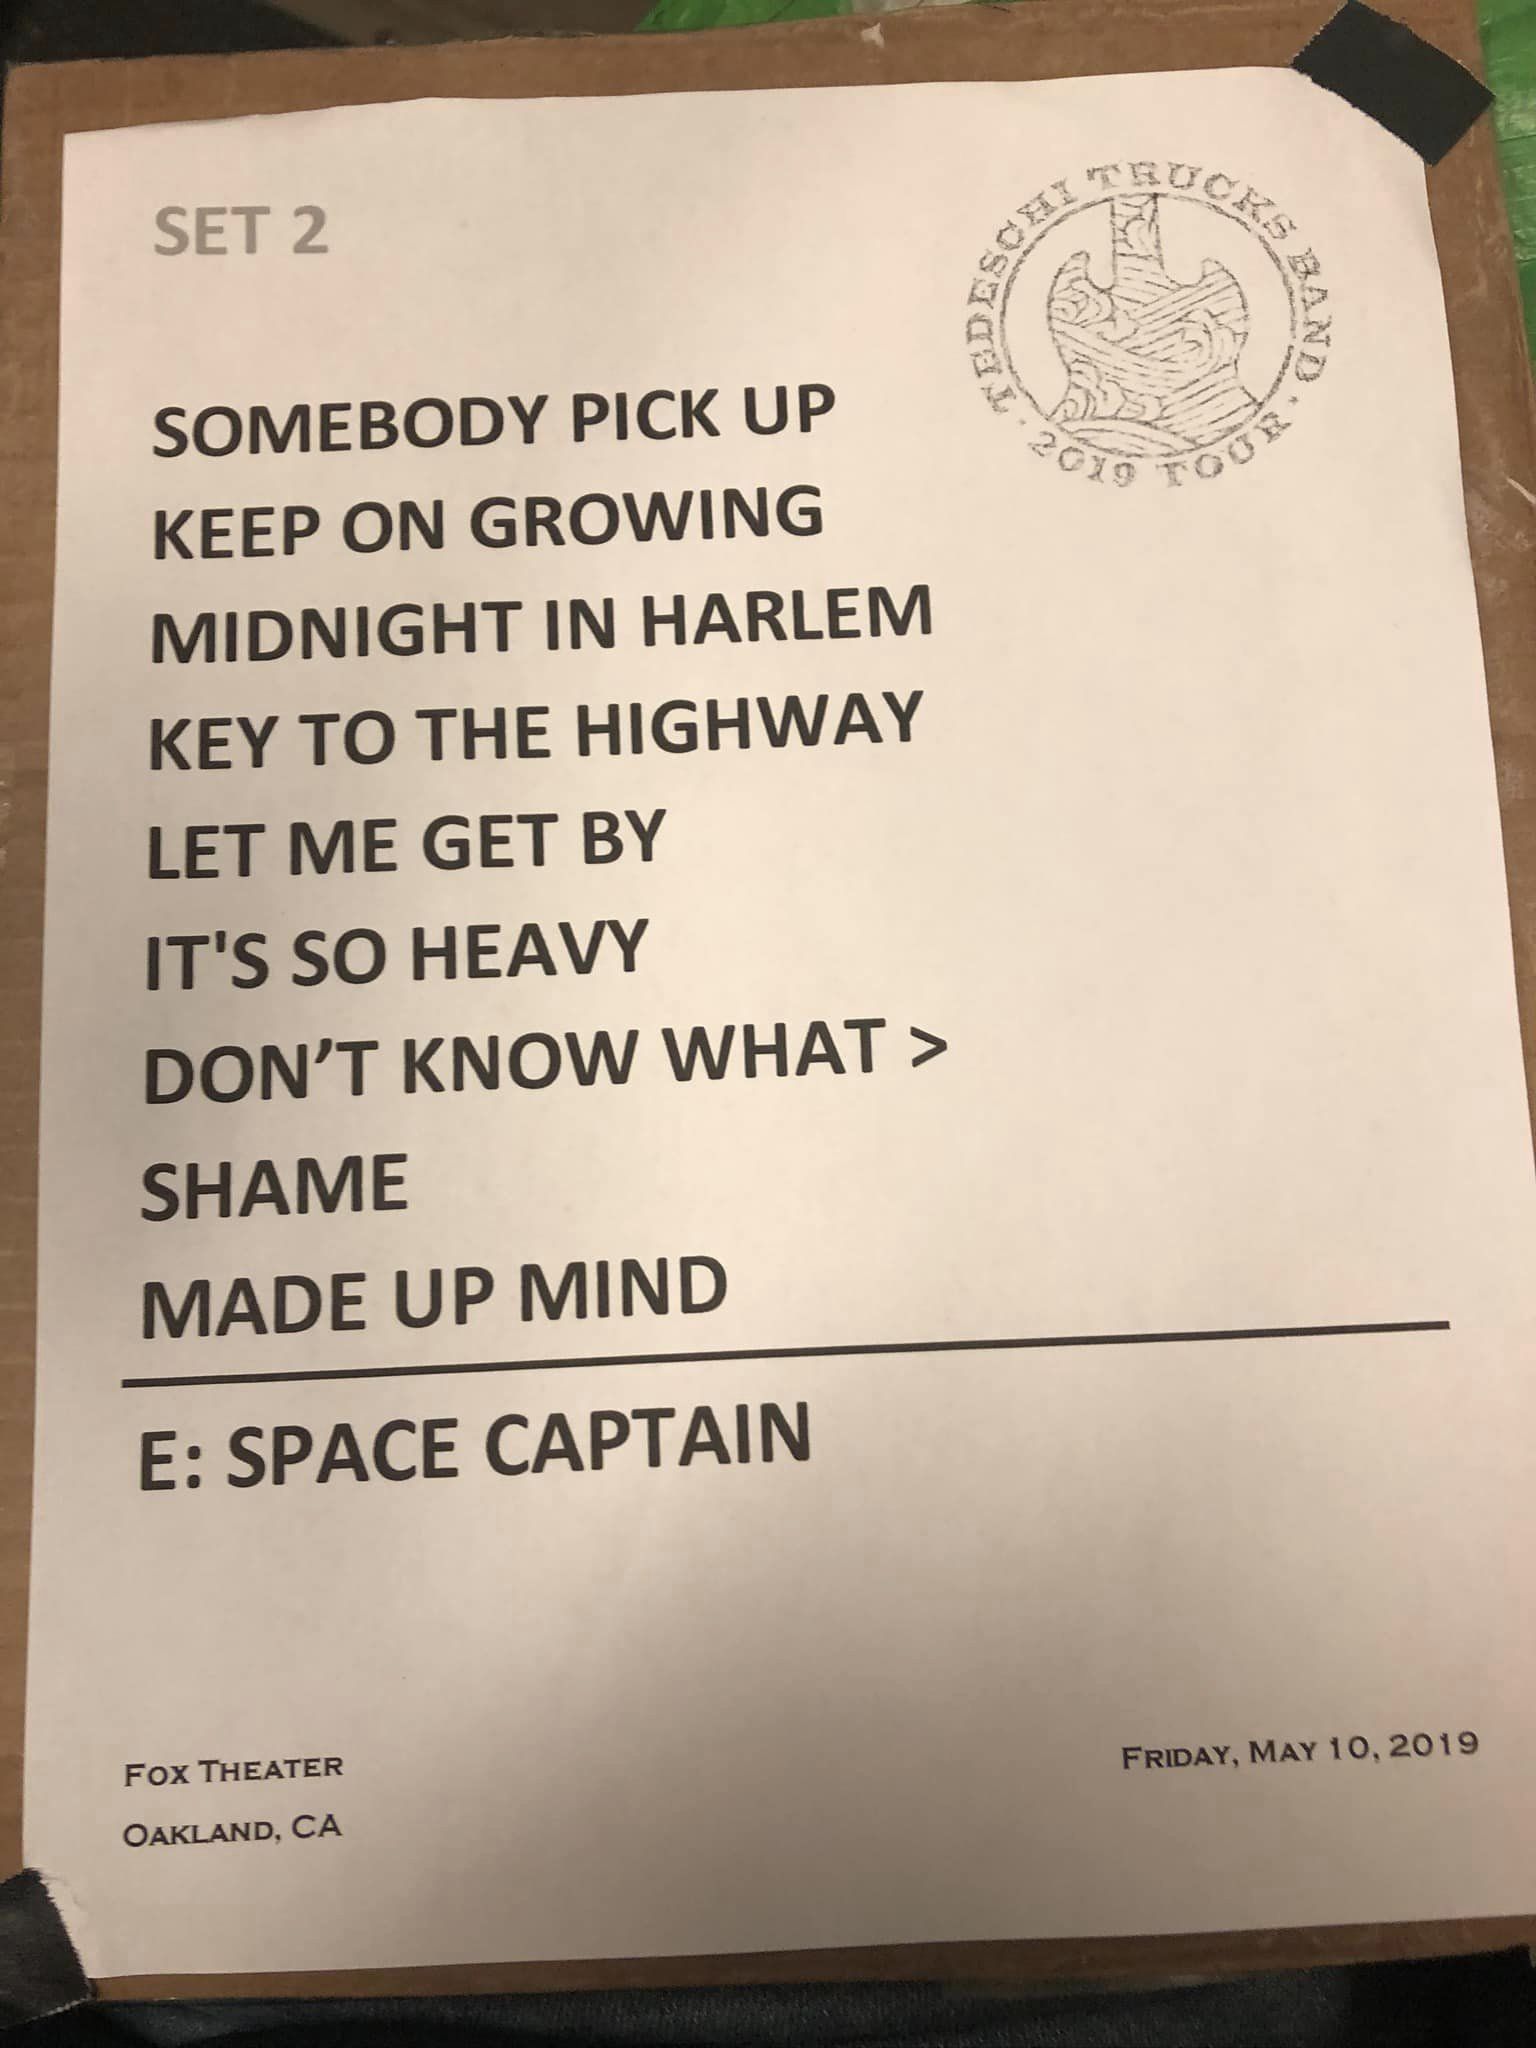 SET 2
TEDESCHI TRUCKS BAND
· 2019 TOUR ·
SOMEBODY PICK UP
KEEP ON GROWING
MIDNIGHT IN HARLEM
KEY TO THE HIGHWAY
LET ME GET BY
IT'S SO HEAVY
DON’T KNOW WHAT >
SHAME
MADE UP MIND
E: SPACE CAPTAIN
FOX THEATER
OAKLAND, CA
FRIDAY, MAY 10, 2019